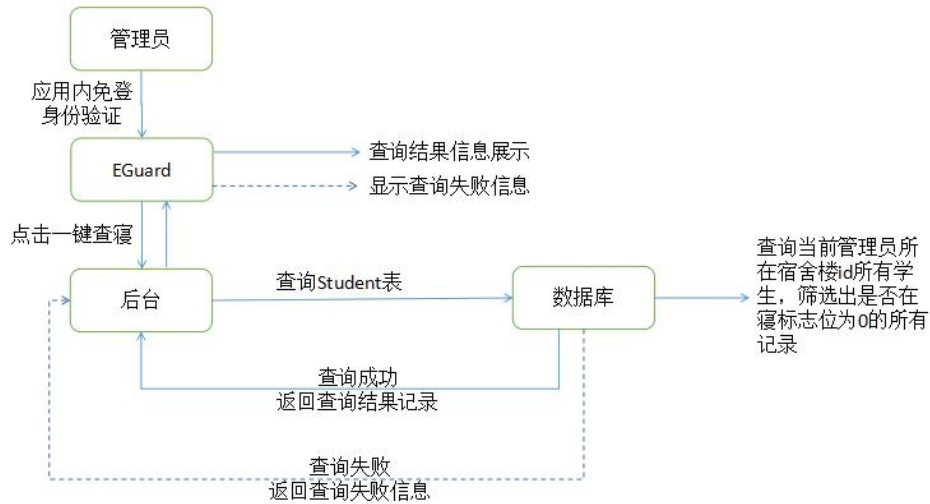 管理员
应用内免登
身份验证
EGuard
查询结果信息展示
显示查询失败信息
点击一键查寝
后台
查询Student表
数据库
查询当前管理员所
在宿舍楼id所有学
生，筛选出是否在
寝标志位为0的所有
记录
查询成功
返回查询结果记录
查询失败
返回查询失败信息